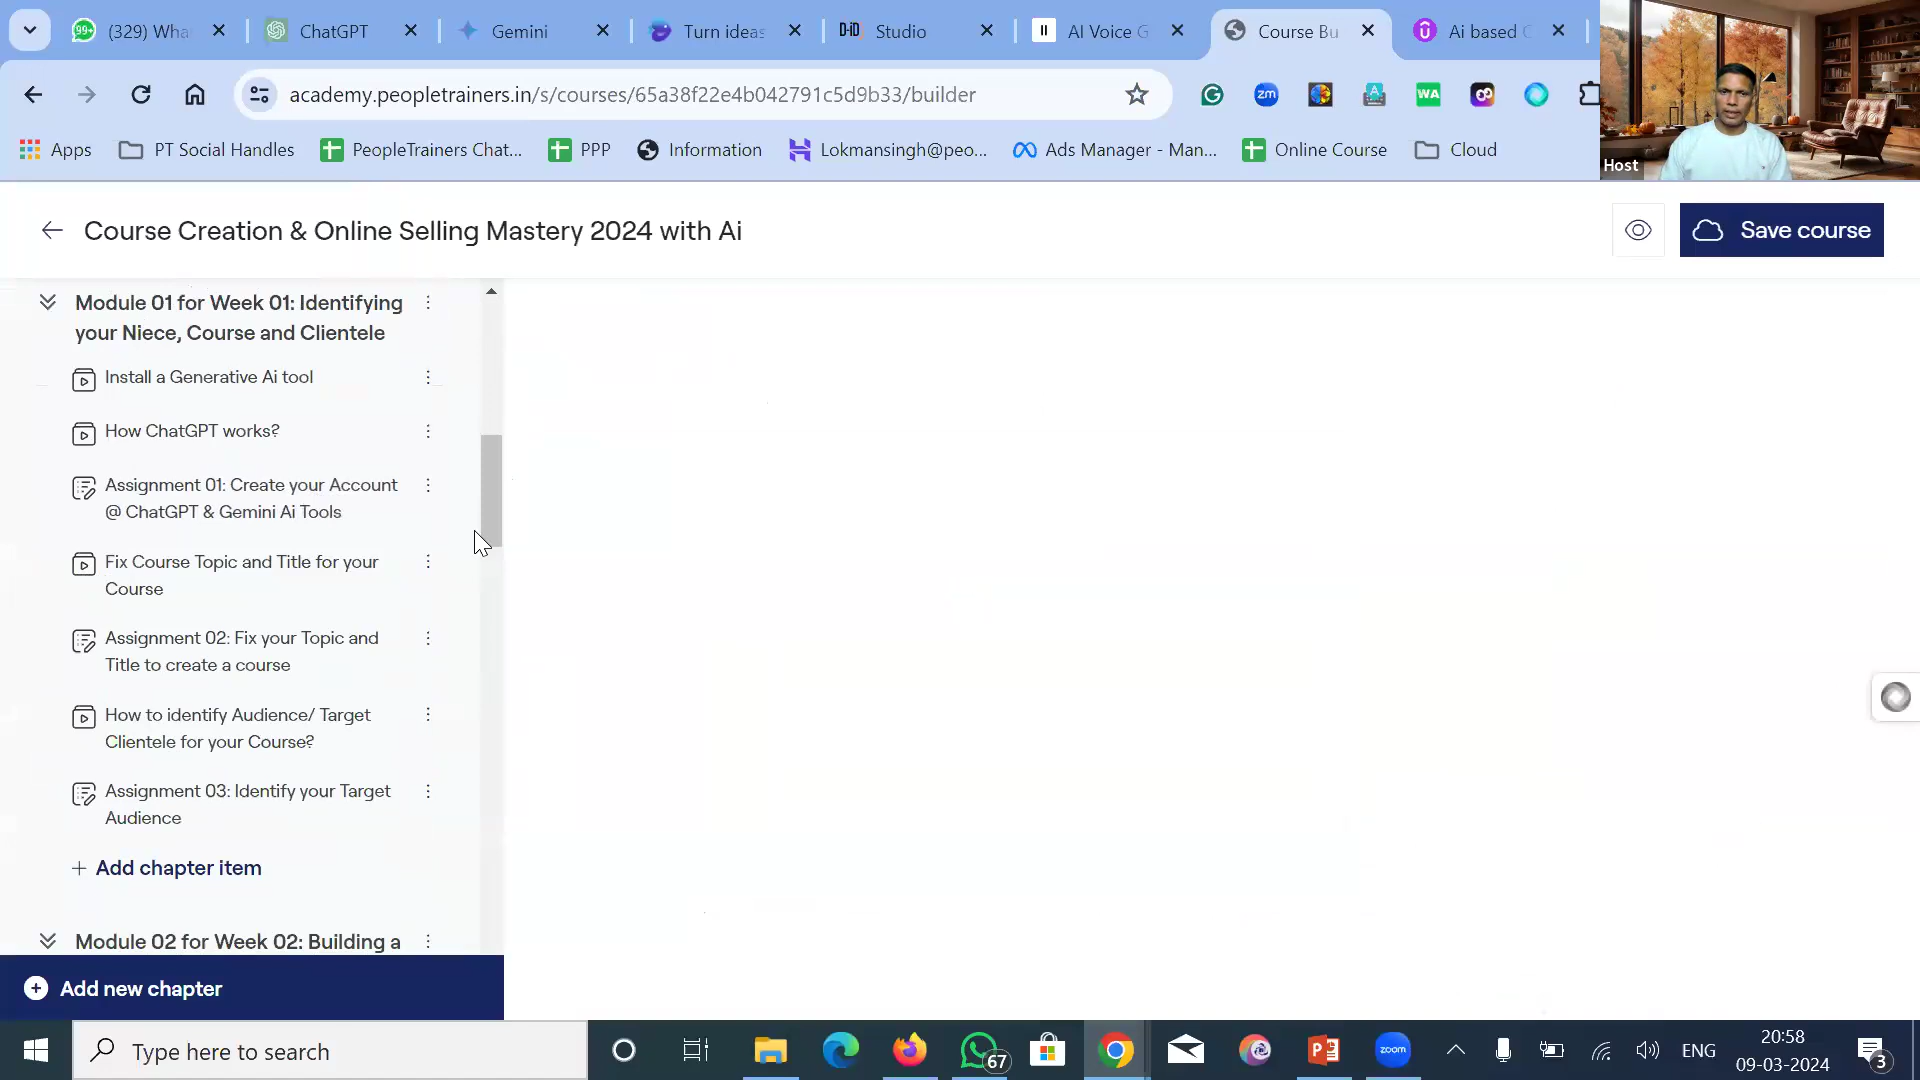 (329) Wha
ChatGPT
Gemini
Turn ideas
D-iD Studio
AI Voice G
Course Bu
Ai based C
academy.peopletrainers.in/s/courses/65a38f22e4b042791c5d9b33/builder
zm
WA
Apps
PT Social Handles
PeopleTrainers Chat...
PPP
Information
Lokmansingh@peo...
Ads Manager - Man...
Online Course
Cloud
Host
Course Creation & Online Selling Mastery 2024 with Ai
Save course
Module 01 for Week 01: Identifying
your Niece, Course and Clientele
Install a Generative Ai tool
How ChatGPT works?
Assignment 01: Create your Account
@ ChatGPT & Gemini Ai Tools
Fix Course Topic and Title for your
Course
Assignment 02: Fix your Topic and
Title to create a course
How to identify Audience/ Target
Clientele for your Course?
Assignment 03: Identify your Target
Audience
+ Add chapter item
Module 02 for Week 02: Building a
Add new chapter
Type here to search
67
zoom
ENG
20:58
09-03-2024
3